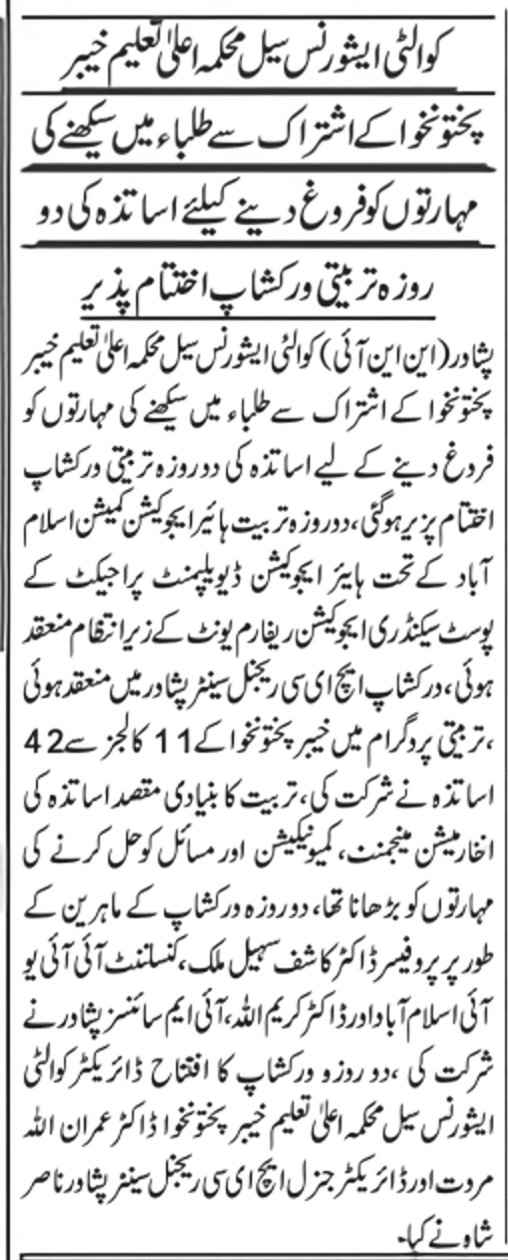 کوالٹی ایشورنس سیل محکمہ اعلیٰ تعلیم خیبر
پختونخوا کے اشتراک سے طلباء میں سیکھنے کی
مہارتوں کو فروغ دینے کیلئے اساتذہ کی دو
روزہ تربیتی ورکشاپ اختتام پذیر
پشاور (این این آئی) کوالٹی ایشورنس سیل محکمہ اعلیٰ تعلیم خیبر
پختونخوا کے اشتراک سے طلباء میں سیکھنے کی مہارتوں کو
فروغ دینے کے لیے اساتذہ کی دو روزہ تربیتی ورکشاپ
اختتام پزیر ہوگئی، دوروزہ تربیت ہائیر ایجوکیشن کمیشن اسلام
آباد کے تحت ہایئر ایجوکیشن ڈیویلپمنٹ پراجیکٹ کے
پوسٹ سیکنڈری ایجوکیشن ریفارم یونٹ کے زیر انتظام منعقد
ہوئی، ورکشاپ ایچ ای سی ریجنل سینٹر پشاور میں منعقد ہوئی
،تربیتی پروگرام میں خیبر پختونخوا کے 11 کالجز سے 42
اساتذہ نے شرکت کی، تربیت کا بنیادی مقصد اساتذہ کی
انفارمیشن مینجمنٹ، کمیونیکیشن اور مسائل کو حل کرنے کی
مہارتوں کو بڑھانا تھا، دو روزہ ورکشاپ کے ماہرین کے
طور پر پروفیسر ڈاکٹر کاشف سہیل ملک، کنسلٹنٹ آئی آئی یو
آئی اسلام آباد اور ڈاکٹر کریم اللہ، آئی ایم سائنسز پشاور نے
شرکت کی ،دو روزو ورکشاپ کا افتتاح ڈائریکٹر کوالٹی
ایشورنس سیل محکمہ اعلیٰ تعلیم خیبر پختونخوا ڈاکٹر عمران اللہ
مروت اور ڈائریکٹر جنرل ایچ ای سی ریجنل سینٹر پشاور ناصر
شاہ نے کیا۔